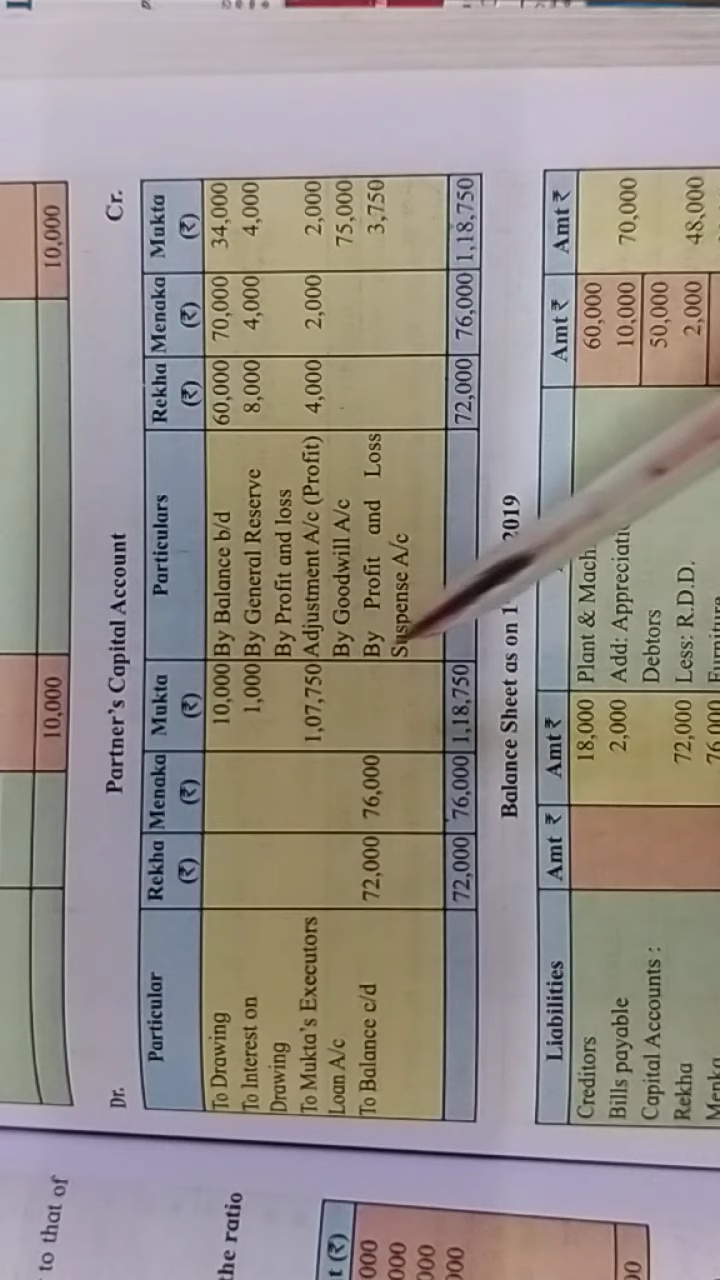 10,000 10,000
Dr. Partner's Capital Account Cr.
Particular Rekha Menaka Mukta Particulars Rekha Menaka Mukta
(₹) (₹) (₹) (₹) (₹) (₹)
To Drawing 10,000 By Balance b/d 60,000 70,000 34,000
To Interest on 1,000 By General Reserve 8,000 4,000 4,000
Drawing By Profit and loss
To Mukta's Executors 1,07,750 Adjustment A/c (Profit) 4,000 2,000 2,000
Loan A/c By Goodwill A/c 75,000
To Balance c/d 72,000 76,000 By Profit and Loss 3,750
Suspense A/c
72,000 76,000 1,18,750 72,000 76,000 1,18,750
Balance Sheet as on 1 2019
Liabilities Amt ₹ Amt ₹ Amt ₹ Amt ₹
Creditors 18,000 Plant & Mach 60,000
Bills payable 2,000 Add: Appreciati 10,000 70,000
Capital Accounts : Debtors 50,000
Rekha 72,000 Less: R.D.D. 2,000 48,000
Menka 76,000 Furniture
to that of
the ratio
t (₹)
000
000
000
000
00